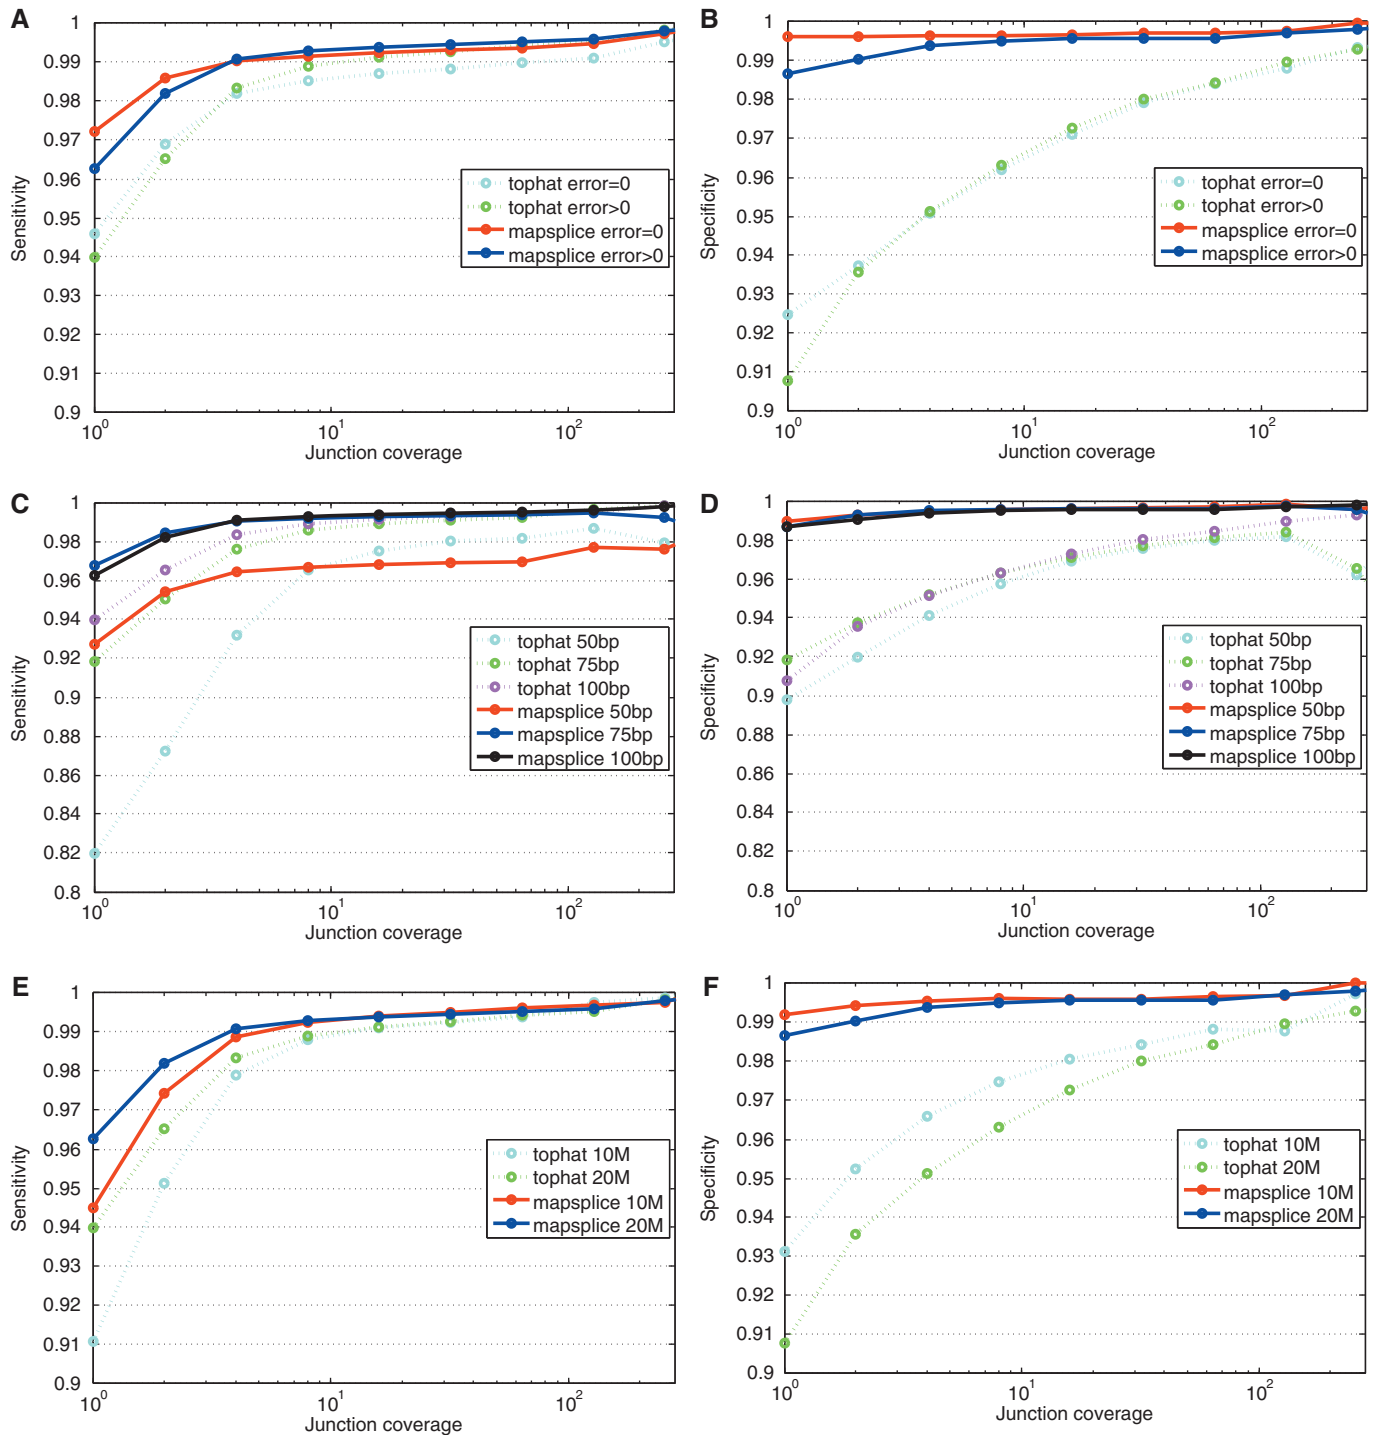 A
1
0.99
0.98
0.97
0.96
0.95
0.94
0.93
0.92
0.91
0.9
Sensitivity
tophat error=0
tophat error>0
mapsplice error=0
mapsplice error>0
10^0
10^1
10^2
Junction coverage
B
1
0.99
0.98
0.97
0.96
0.95
0.94
0.93
0.92
0.91
0.9
Specificity
tophat error=0
tophat error>0
mapsplice error=0
mapsplice error>0
10^0
10^1
10^2
Junction coverage
C
1
0.98
0.96
0.94
0.92
0.9
0.88
0.86
0.84
0.82
0.8
Sensitivity
tophat 50bp
tophat 75bp
tophat 100bp
mapsplice 50bp
mapsplice 75bp
mapsplice 100bp
10^0
10^1
10^2
Junction coverage
D
1
0.98
0.96
0.94
0.92
0.9
0.88
0.86
0.84
0.82
0.8
Specificity
tophat 50bp
tophat 75bp
tophat 100bp
mapsplice 50bp
mapsplice 75bp
mapsplice 100bp
10^0
10^1
10^2
Junction coverage
E
1
0.99
0.98
0.97
0.96
0.95
0.94
0.93
0.92
0.91
0.9
Sensitivity
tophat 10M
tophat 20M
mapsplice 10M
mapsplice 20M
10^0
10^1
10^2
Junction coverage
F
1
0.99
0.98
0.97
0.96
0.95
0.94
0.93
0.92
0.91
0.9
Specificity
tophat 10M
tophat 20M
mapsplice 10M
mapsplice 20M
10^0
10^1
10^2
Junction coverage